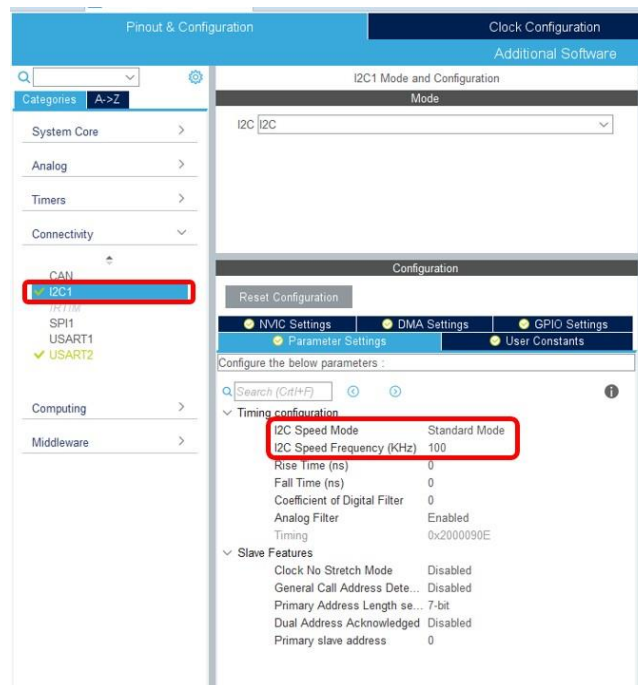 Pinout & Configuration
Clock Configuration
Additional Software
Categories A->Z
System Core
Analog
Timers
Connectivity
CAN
I2C1
IRTIM
SPI1
USART1
USART2
Computing
Middleware
I2C1 Mode and Configuration
Mode
I2C I2C
Configuration
Reset Configuration
NVIC Settings DMA Settings GPIO Settings
Parameter Settings User Constants
Configure the below parameters :
Search (Crtl+F)
Timing configuration
I2C Speed Mode Standard Mode
I2C Speed Frequency (KHz) 100
Rise Time (ns) 0
Fall Time (ns) 0
Coefficient of Digital Filter 0
Analog Filter Enabled
Timing 0x2000090E
Slave Features
Clock No Stretch Mode Disabled
General Call Address Dete... Disabled
Primary Address Length se... 7-bit
Dual Address Acknowledged Disabled
Primary slave address 0